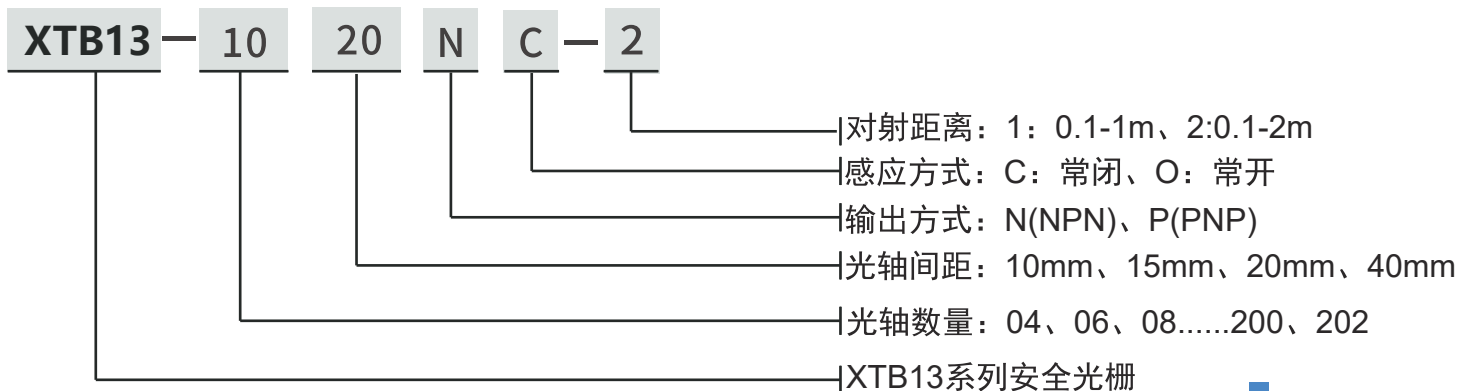 XTB13 — 10 20 N C — 2
对射距离：1：0.1-1m、2:0.1-2m
感应方式：C：常闭、O：常开
输出方式：N(NPN)、P(PNP)
光轴间距：10mm、15mm、20mm、40mm
光轴数量：04、06、08......200、202
XTB13系列安全光栅